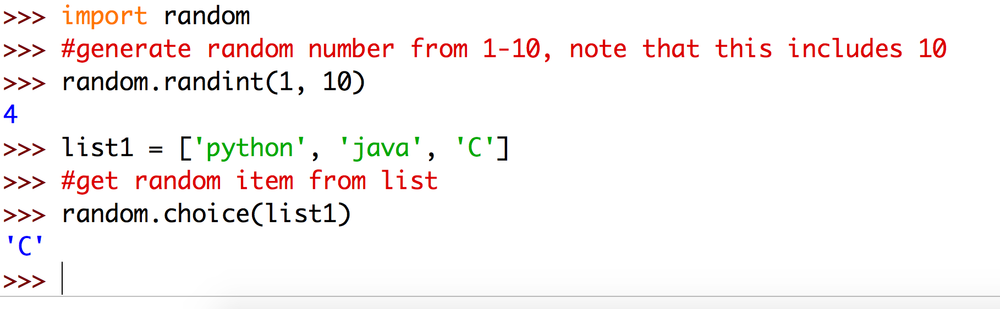 >>> import random
>>> #generate random number from 1-10, note that this includes 10
>>> random.randint(1, 10)
4
>>> list1 = ['python', 'java', 'C']
>>> #get random item from list
>>> random.choice(list1)
'C'
>>>